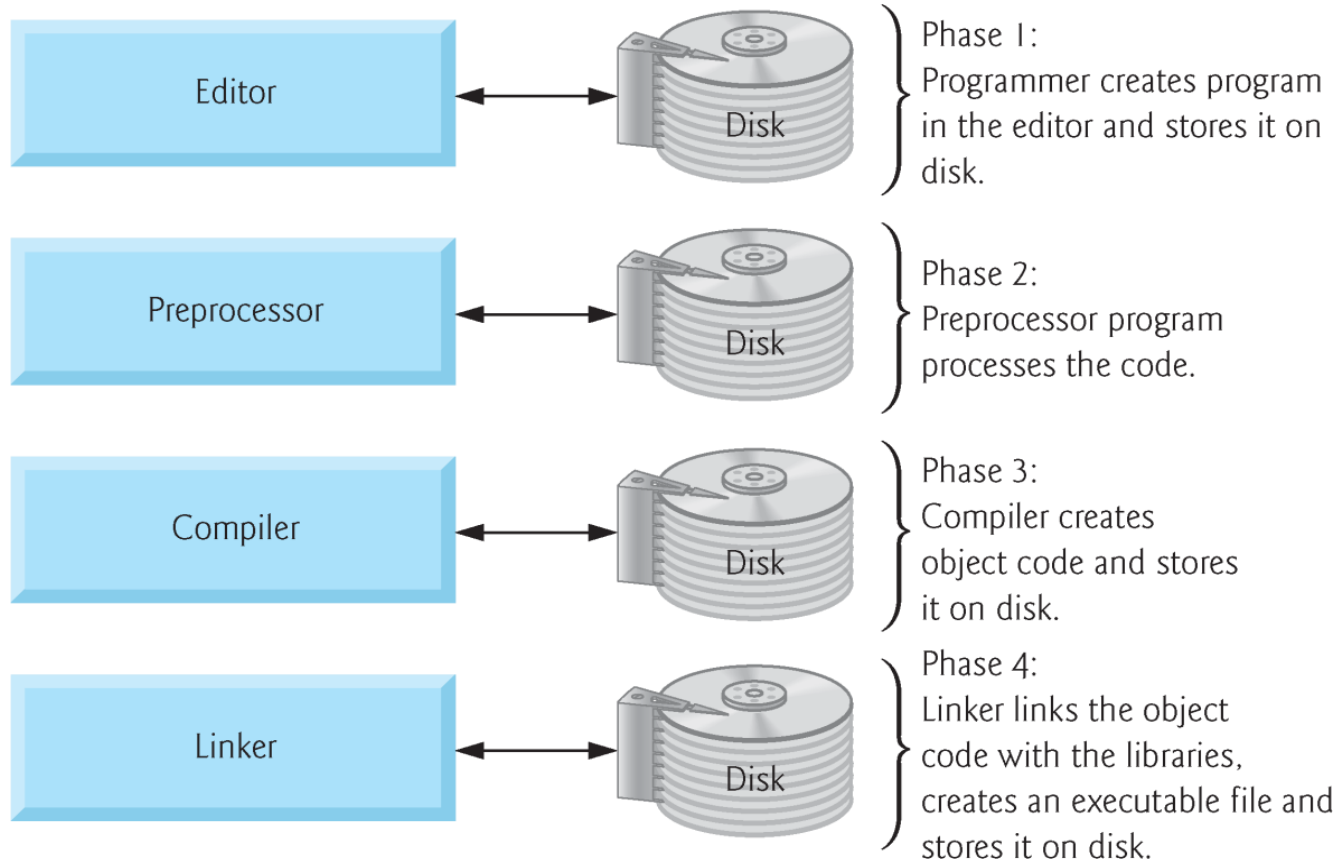 Editor
Disk
Phase 1:
Programmer creates program
in the editor and stores it on
disk.
Preprocessor
Disk
Phase 2:
Preprocessor program
processes the code.
Compiler
Disk
Phase 3:
Compiler creates
object code and stores
it on disk.
Linker
Disk
Phase 4:
Linker links the object
code with the libraries,
creates an executable file and
stores it on disk.